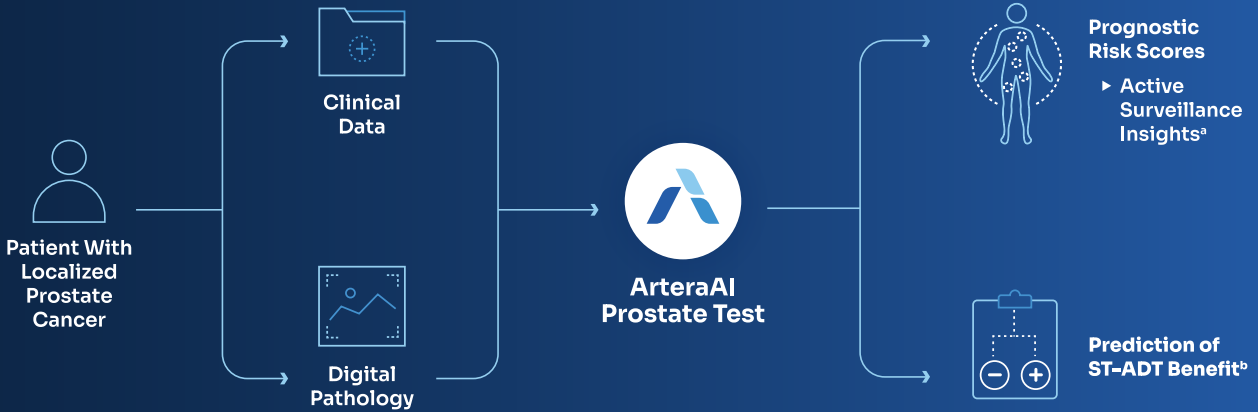 Patient With
Localized
Prostate
Cancer
Clinical
Data
Digital
Pathology
ArteraAI
Prostate Test
Prognostic
Risk Scores
▸ Active
Surveillance
Insightsᵃ
Prediction of
ST-ADT Benefitᵇ